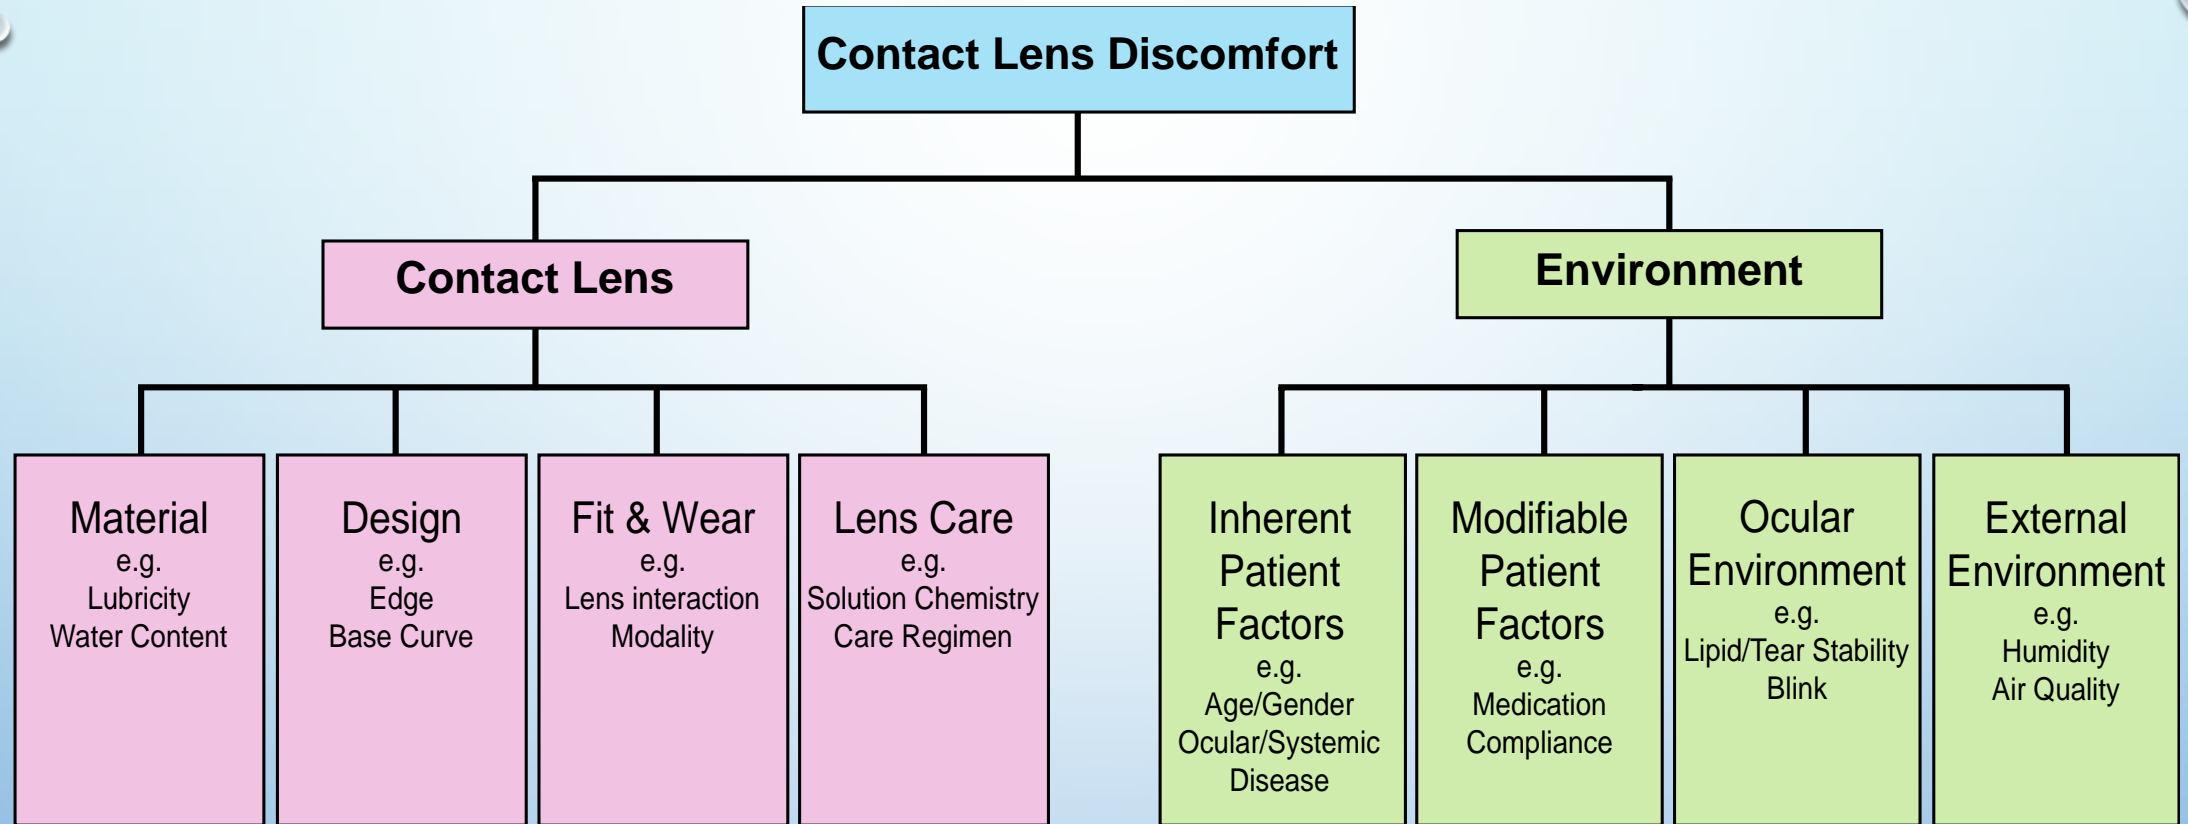 Contact Lens Discomfort
Contact Lens
Environment
Material
e.g.
Lubricity
Water Content
Design
e.g.
Edge
Base Curve
Fit & Wear
e.g.
Lens interaction
Modality
Lens Care
e.g.
Solution Chemistry
Care Regimen
Inherent
Patient
Factors
e.g.
Age/Gender
Ocular/Systemic
Disease
Modifiable
Patient
Factors
e.g.
Medication
Compliance
Ocular
Environment
e.g.
Lipid/Tear Stability
Blink
External
Environment
e.g.
Humidity
Air Quality